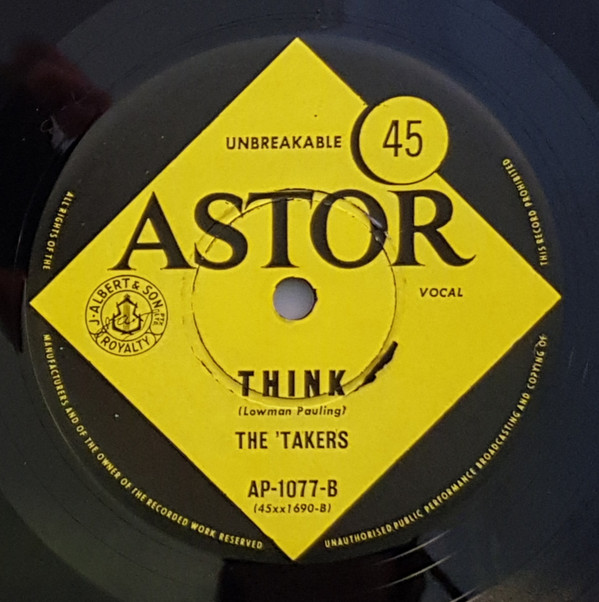 UNBREAKABLE
45
ASTOR
VOCAL
J. ALBERT & SON PTY. LTD.
ROYALTY
THINK
(Lowman Pauling)
THE 'TAKERS
AP-1077-B
(45xx1690-B)
ALL RIGHTS OF THE
MANUFACTURERS AND OF THE OWNER OF THE RECORDED WORK RESERVED
UNAUTHORISED PUBLIC PERFORMANCE BROADCASTING AND COPYING OF
THIS RECORD PROHIBITED